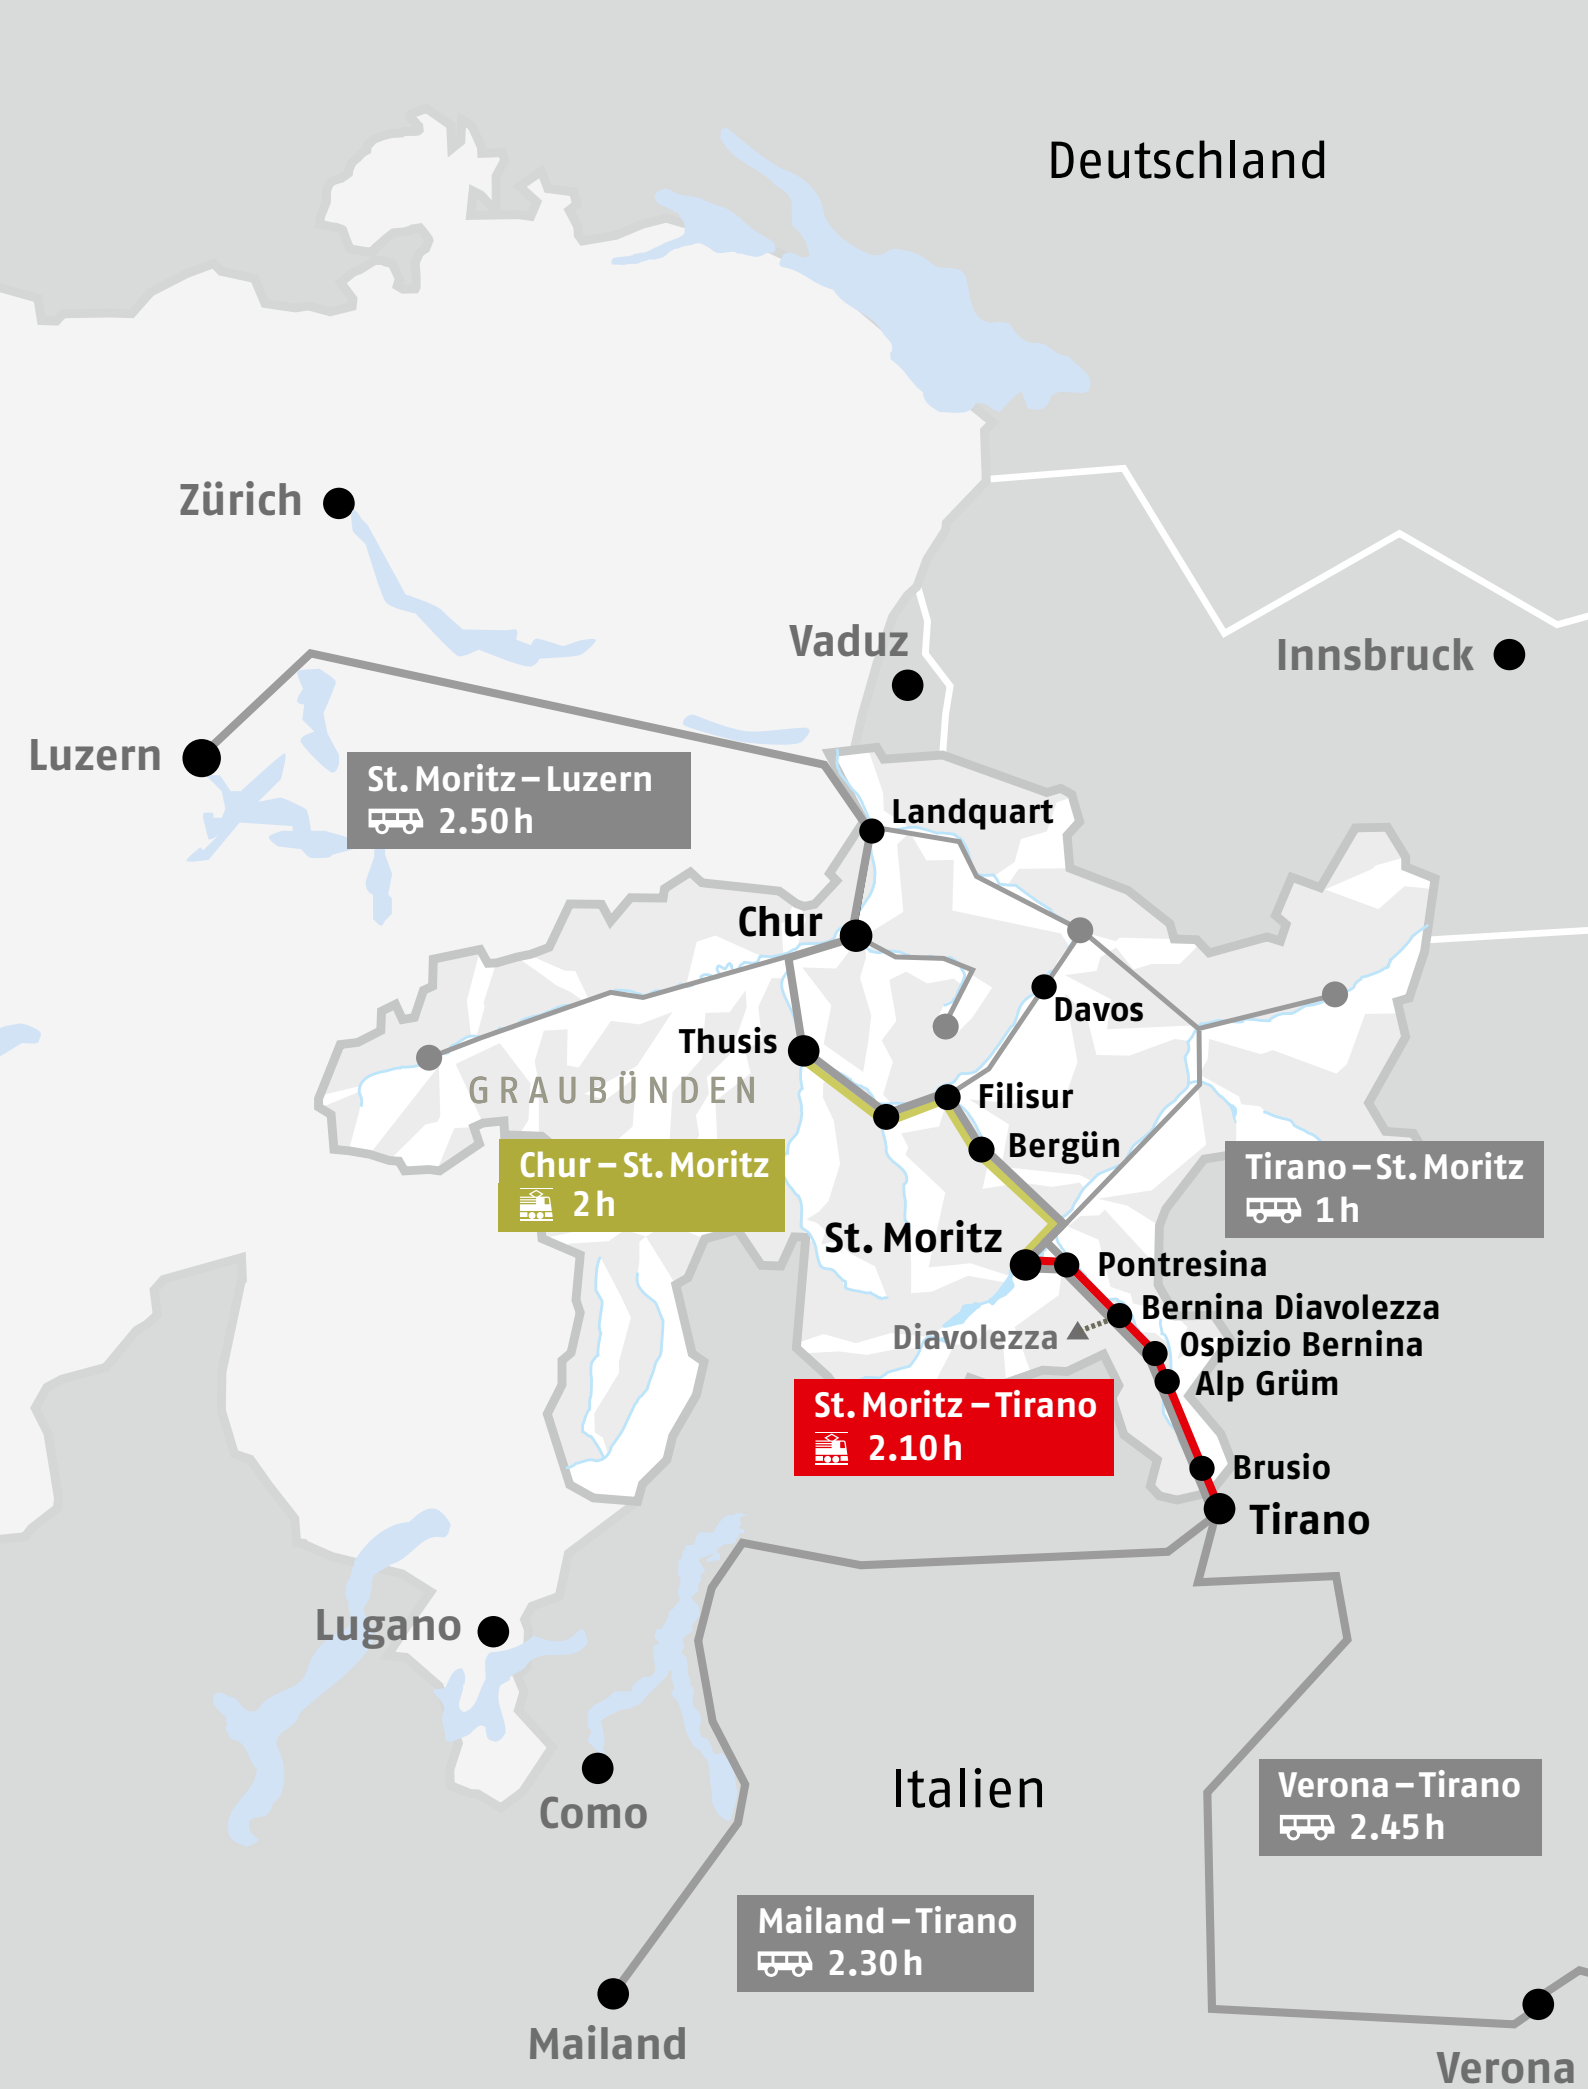 Deutschland
Zürich
Vaduz
Innsbruck
Luzern
St. Moritz – Luzern
2.50 h
Landquart
Chur
Davos
Thusis
GRAUBÜNDEN
Filisur
Bergün
Chur – St. Moritz
2 h
Tirano – St. Moritz
1 h
St. Moritz
Pontresina
Bernina Diavolezza
Diavolezza
Ospizio Bernina
Alp Grüm
St. Moritz – Tirano
2.10 h
Brusio
Tirano
Lugano
Como
Italien
Verona – Tirano
2.45 h
Mailand – Tirano
2.30 h
Mailand
Verona